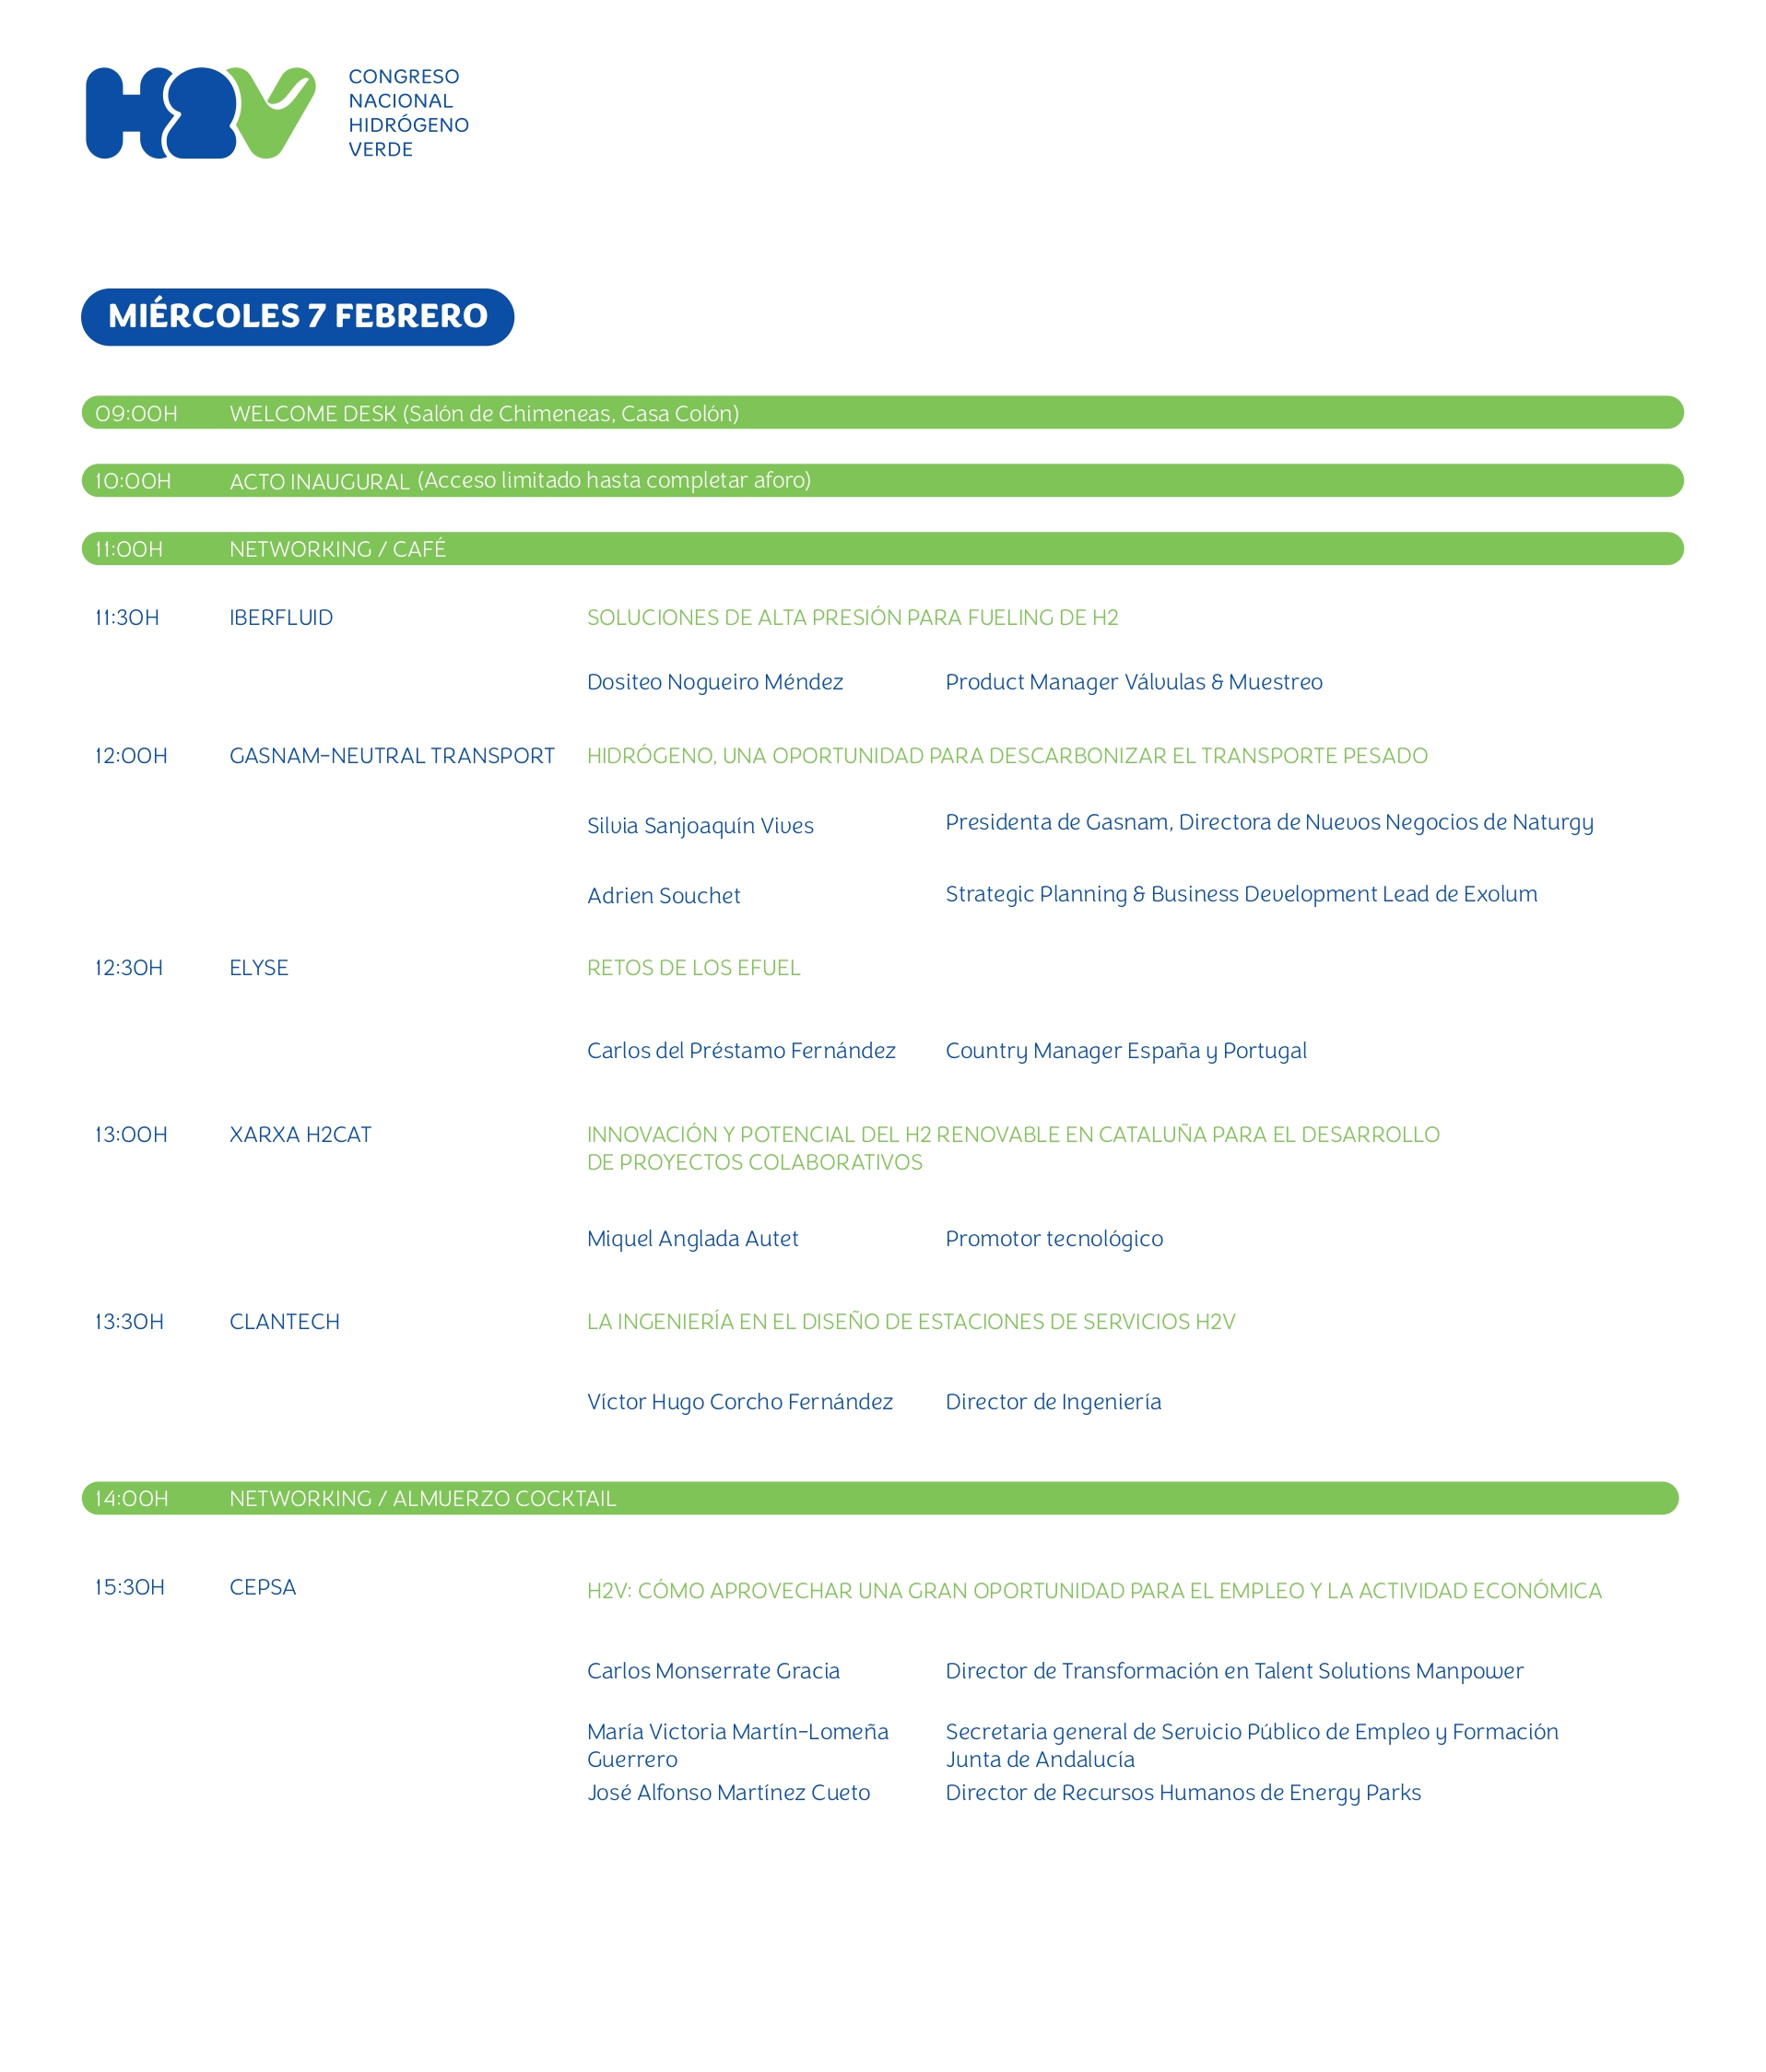 H2V
CONGRESO
NACIONAL
HIDRÓGENO
VERDE
MIÉRCOLES 7 FEBRERO
09:00H WELCOME DESK (Salón de Chimeneas, Casa Colón)
10:00H ACTO INAUGURAL (Acceso limitado hasta completar aforo)
11:00H NETWORKING / CAFÉ
11:30H IBERFLUID SOLUCIONES DE ALTA PRESIÓN PARA FUELING DE H2
Dositeo Nogueiro Méndez Product Manager Válvulas & Muestreo
12:00H GASNAM-NEUTRAL TRANSPORT HIDRÓGENO, UNA OPORTUNIDAD PARA DESCARBONIZAR EL TRANSPORTE PESADO
Silvia Sanjoaquín Vives Presidenta de Gasnam, Directora de Nuevos Negocios de Naturgy
Adrien Souchet Strategic Planning & Business Development Lead de Exolum
12:30H ELYSE RETOS DE LOS EFUEL
Carlos del Préstamo Fernández Country Manager España y Portugal
13:00H XARXA H2CAT INNOVACIÓN Y POTENCIAL DEL H2 RENOVABLE EN CATALUÑA PARA EL DESARROLLO
DE PROYECTOS COLABORATIVOS
Miquel Anglada Autet Promotor tecnológico
13:30H CLANTECH LA INGENIERÍA EN EL DISEÑO DE ESTACIONES DE SERVICIOS H2V
Víctor Hugo Corcho Fernández Director de Ingeniería
14:00H NETWORKING / ALMUERZO COCKTAIL
15:30H CEPSA H2V: CÓMO APROVECHAR UNA GRAN OPORTUNIDAD PARA EL EMPLEO Y LA ACTIVIDAD ECONÓMICA
Carlos Monserrate Gracia Director de Transformación en Talent Solutions Manpower
María Victoria Martín-Lomeña Secretaria general de Servicio Público de Empleo y Formación
Guerrero Junta de Andalucía
José Alfonso Martínez Cueto Director de Recursos Humanos de Energy Parks